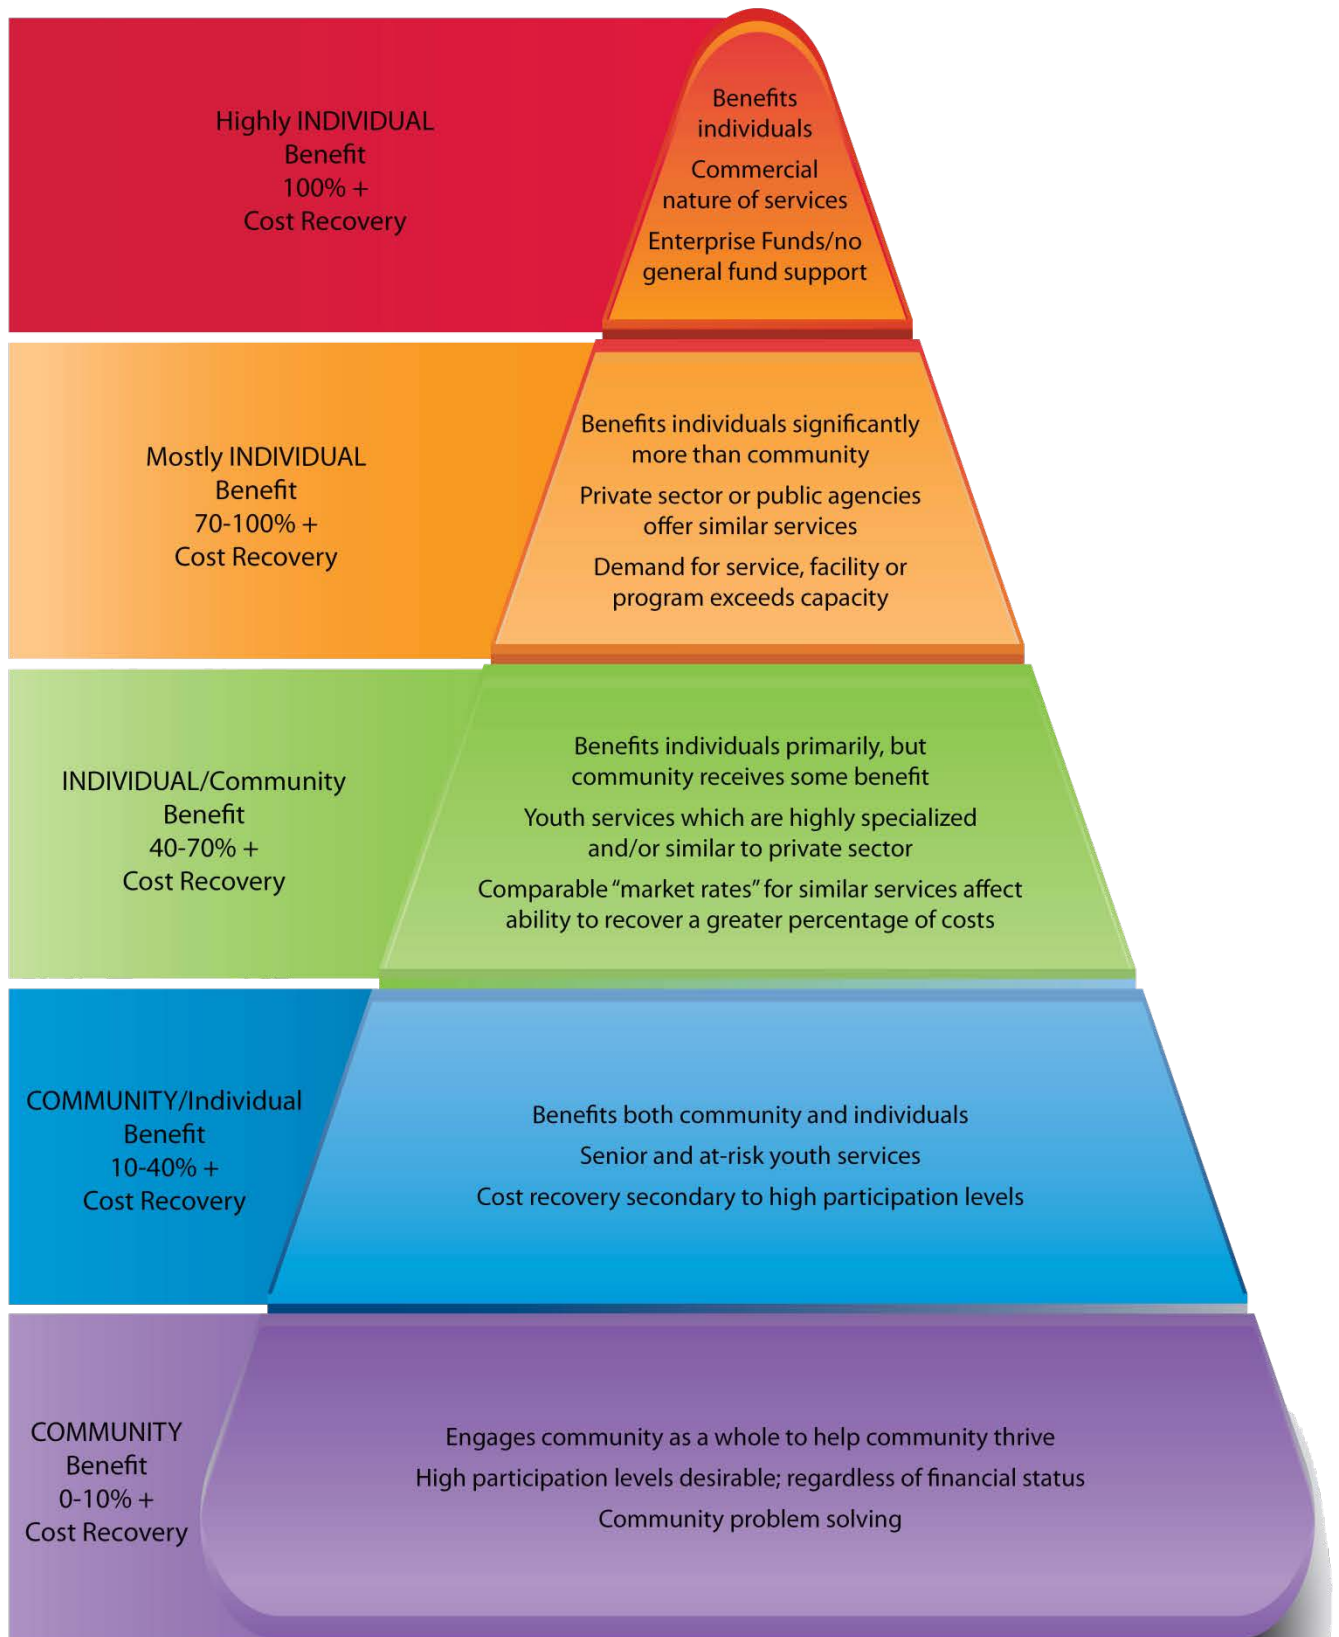 Highly INDIVIDUAL
Benefit
100% +
Cost Recovery
Benefits
individuals
Commercial
nature of services
Enterprise Funds/no
general fund support
Mostly INDIVIDUAL
Benefit
70-100% +
Cost Recovery
Benefits individuals significantly
more than community
Private sector or public agencies
offer similar services
Demand for service, facility or
program exceeds capacity
INDIVIDUAL/Community
Benefit
40-70% +
Cost Recovery
Benefits individuals primarily, but
community receives some benefit
Youth services which are highly specialized
and/or similar to private sector
Comparable “market rates” for similar services affect
ability to recover a greater percentage of costs
COMMUNITY/Individual
Benefit
10-40% +
Cost Recovery
Benefits both community and individuals
Senior and at-risk youth services
Cost recovery secondary to high participation levels
COMMUNITY
Benefit
0-10% +
Cost Recovery
Engages community as a whole to help community thrive
High participation levels desirable; regardless of financial status
Community problem solving